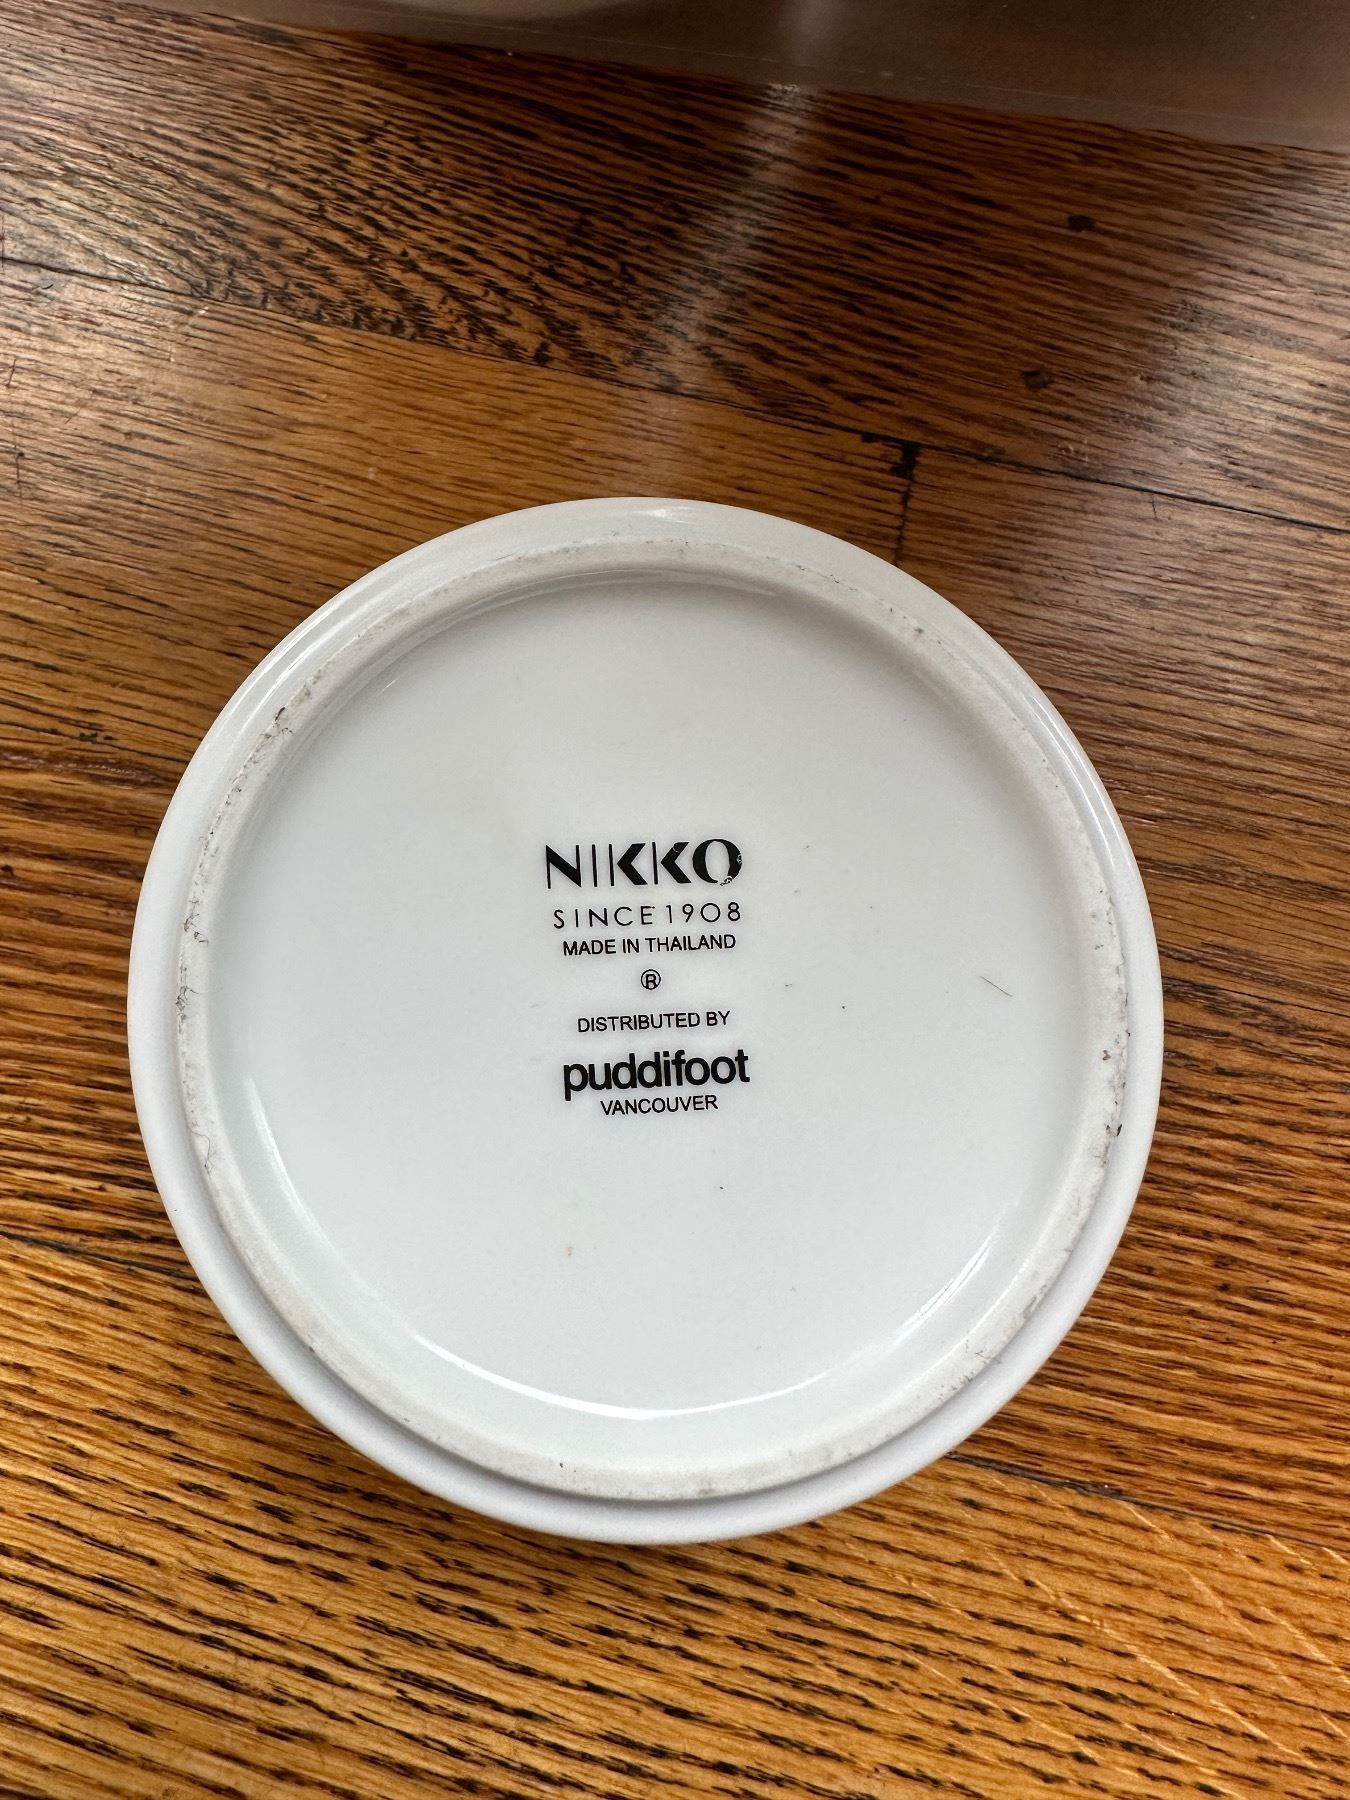 NIKKO
SINCE 1908
MADE IN THAILAND
®
DISTRIBUTED BY
puddifoot
VANCOUVER